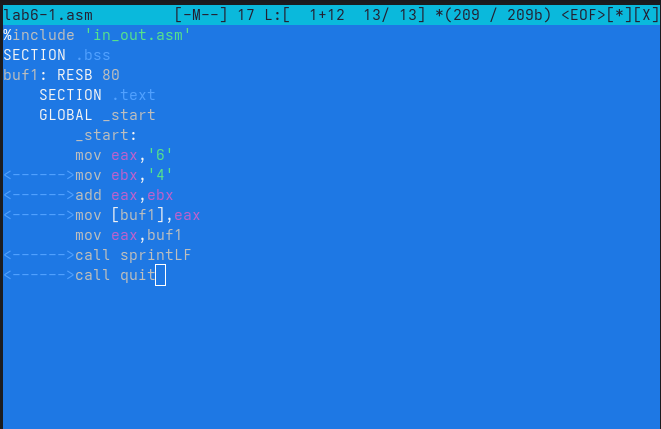 lab6-1.asm         [-M--] 17 L:[  1+12  13/ 13] *(209 / 209b) <EOF>[*][X]
%include 'in_out.asm'
SECTION .bss
buf1: RESB 80
    SECTION .text
    GLOBAL _start
        _start:
        mov eax,'6'
<------>mov ebx,'4'
<------>add eax,ebx
<------>mov [buf1],eax
        mov eax,buf1
<------>call sprintLF
<------>call quit